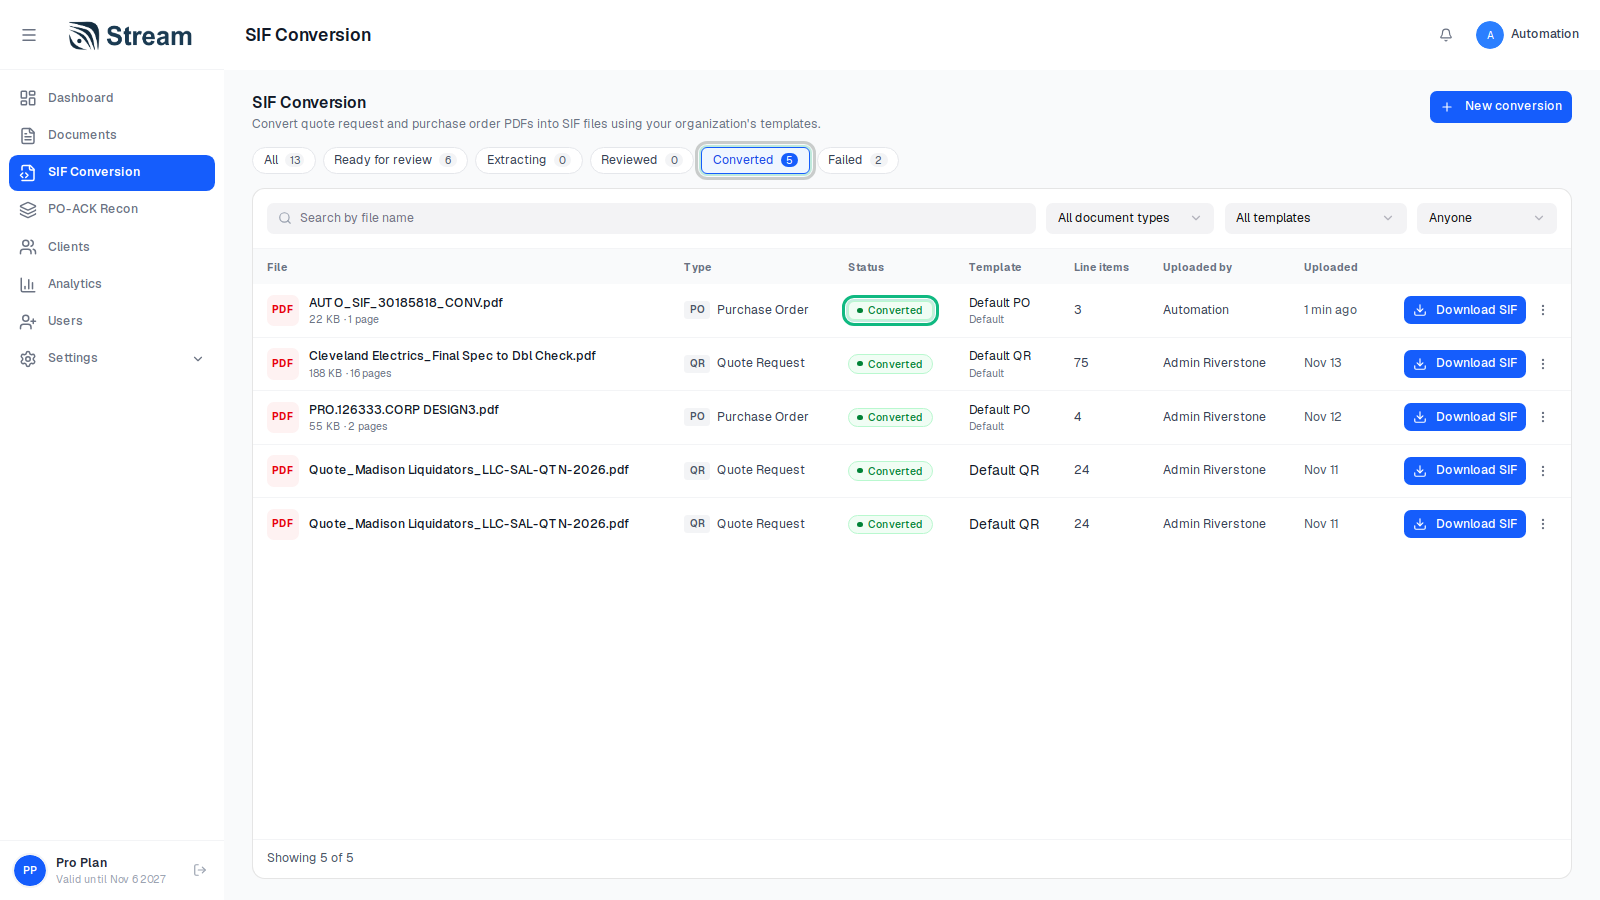 Stream
SIF Conversion
A
Automation
Dashboard
Documents
SIF Conversion
PO-ACK Recon
Clients
Analytics
Users
Settings
SIF Conversion
Convert quote request and purchase order PDFs into SIF files using your organization's templates.
New conversion
All 13
Ready for review 6
Extracting 0
Reviewed 0
Converted 5
Failed 2
Search by file name
All document types
All templates
Anyone
File Type Status Template Line items Uploaded by Uploaded
PDF AUTO_SIF_30185818_CONV.pdf PO Purchase Order Converted Default PO 3 Automation 1 min ago Download SIF
22 KB · 1 page Default
PDF Cleveland Electrics_Final Spec to Dbl Check.pdf QR Quote Request Converted Default QR 75 Admin Riverstone Nov 13 Download SIF
188 KB · 16 pages Default
PDF PRO.126333.CORP DESIGN3.pdf PO Purchase Order Converted Default PO 4 Admin Riverstone Nov 12 Download SIF
55 KB · 2 pages Default
PDF Quote_Madison Liquidators_LLC-SAL-QTN-2026.pdf QR Quote Request Converted Default QR 24 Admin Riverstone Nov 11 Download SIF
PDF Quote_Madison Liquidators_LLC-SAL-QTN-2026.pdf QR Quote Request Converted Default QR 24 Admin Riverstone Nov 11 Download SIF
Showing 5 of 5
PP
Pro Plan
Valid until Nov 6 2027